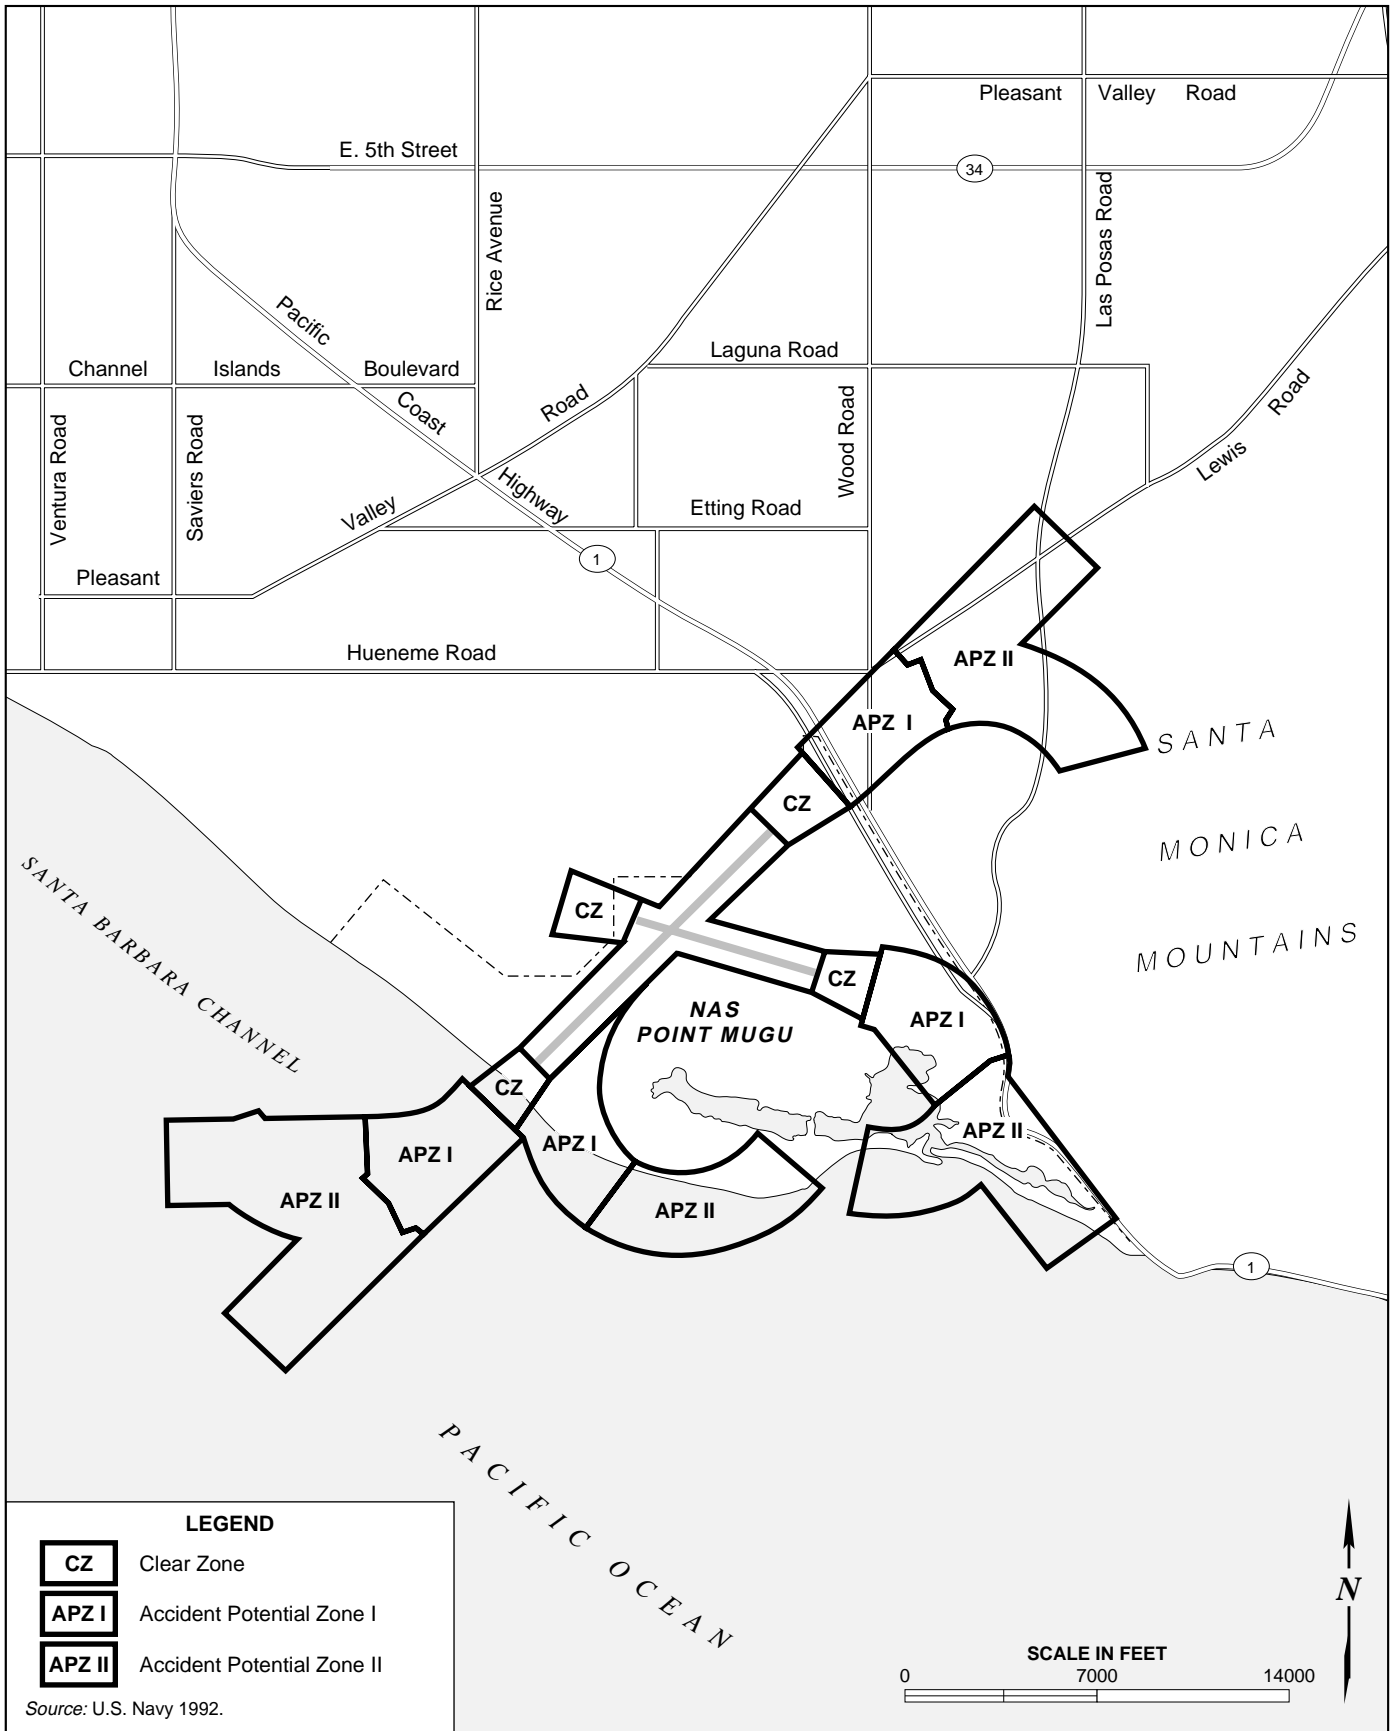 Pleasant Valley Road
E. 5th Street
34
Rice Avenue
Las Posas Road
Pacific
Coast
Highway
Channel Islands Boulevard
Laguna Road
Road
Valley
Pleasant
Ventura Road
Saviers Road
Wood Road
Lewis Road
Etting Road
1
Hueneme Road
APZ II
APZ I
CZ
SANTA
MONICA
MOUNTAINS
SANTA BARBARA CHANNEL
CZ
CZ
NAS
POINT MUGU
APZ I
CZ
APZ I
APZ I
APZ II
APZ II
APZ II
1
PACIFIC OCEAN
LEGEND
CZ Clear Zone
APZ I Accident Potential Zone I
APZ II Accident Potential Zone II
Source: U.S. Navy 1992.
N
SCALE IN FEET
0 7000 14000